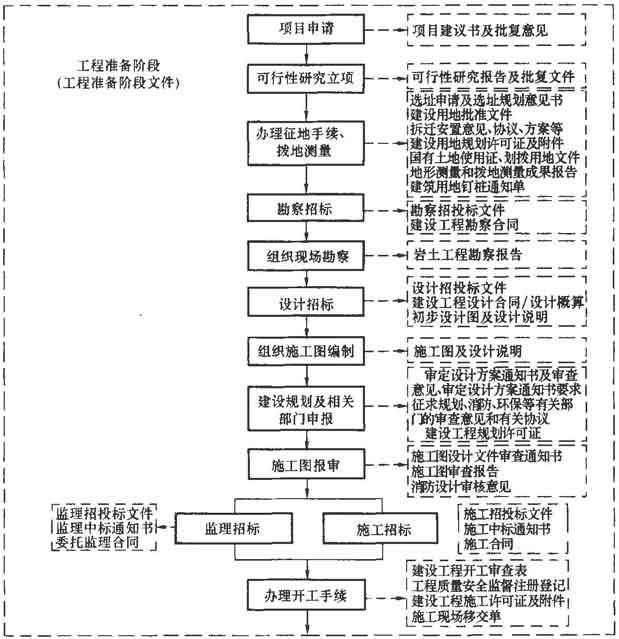 项目申请
项目建议书及批复意见
工程准备阶段
(工程准备阶段文件)
可行性研究立项
可行性研究报告及批复文件
办理征地手续、
拨地测量
选址申请及选址规划意见书
建设用地批准文件
拆迁安置意见、协议、方案等
建设用地规划许可证及附件
国有土地使用证、划拨用地文件
地形测量和拨地测量成果报告
建筑用地钉桩通知单
勘察招标
勘察招投标文件
建设工程勘察合同
组织现场勘察
岩土工程勘察报告
设计招标
设计招投标文件
建设工程设计合同/设计概算
初步设计图及设计说明
组织施工图编制
施工图及设计说明
建设规划及相关
部门申报
审定设计方案通知书及审查
意见、审定设计方案通知书要求
征求规划、消防、环保等有关部
门的审查意见和有关协议
建设工程规划许可证
施工图报审
施工图设计文件审查通知书
施工图审查报告
消防设计审核意见
监理招投标文件
监理中标通知书
委托监理合同
监理招标
施工招标
施工招投标文件
施工中标通知书
施工合同
办理开工手续
建设工程开工审查表
工程质量安全监督注册登记
建设工程施工许可证及附件
施工现场移交单